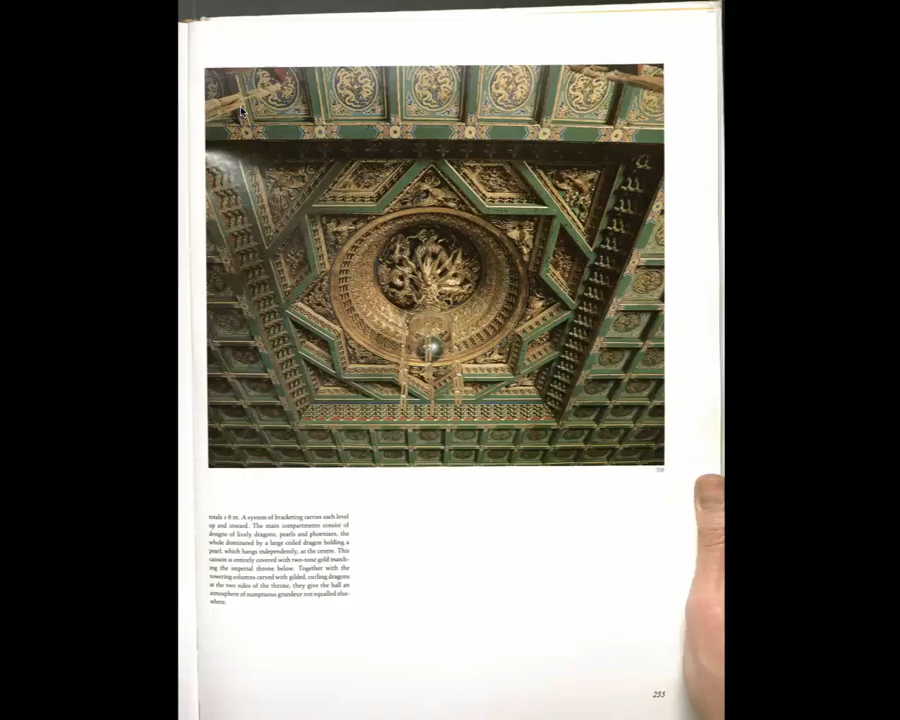 totals 1·8 m. A system of bracketing carries each level
up and inward. The main compartments consist of
designs of lively dragons, pearls and phoenixes, the
whole dominated by a large coiled dragon holding a
pearl, which hangs independently, at the centre. This
caisson is entirely covered with two-tone gold match-
ing the imperial throne below. Together with the
towering columns carved with gilded, curling dragons
at the two sides of the throne, they give the hall an
atmosphere of sumptuous grandeur not equalled else-
where.
255